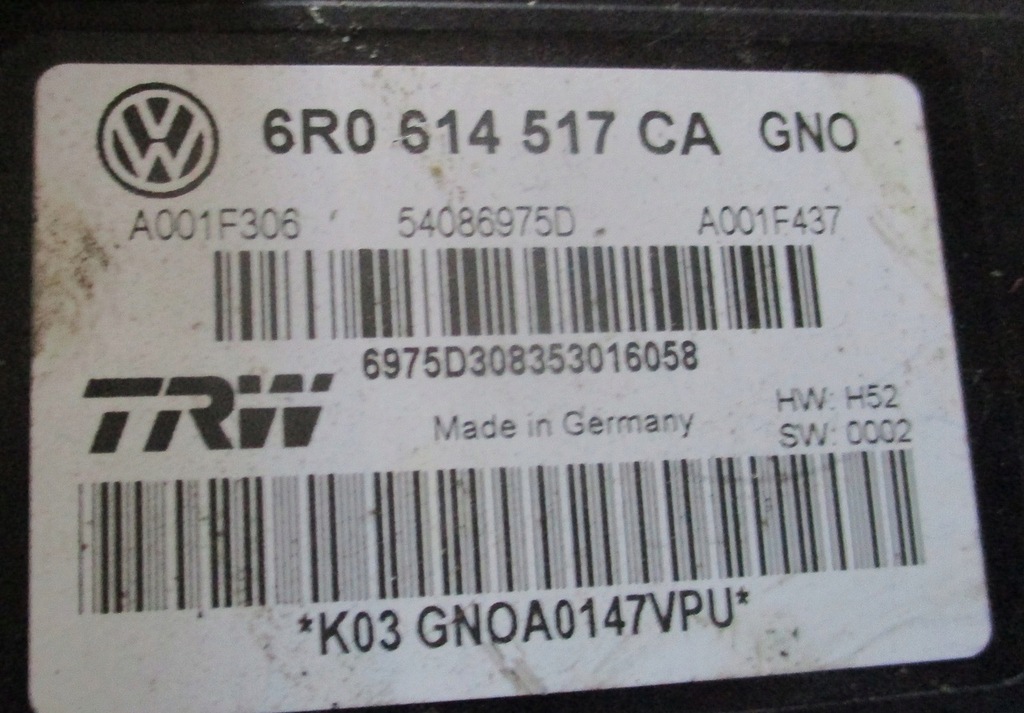 6R0 614 517 CA GNO
A001F306 54086975D A001F437
6975D308353016058
TRW
Made in Germany
HW: H52
SW: 0002
*K03 GNOA0147VPU*